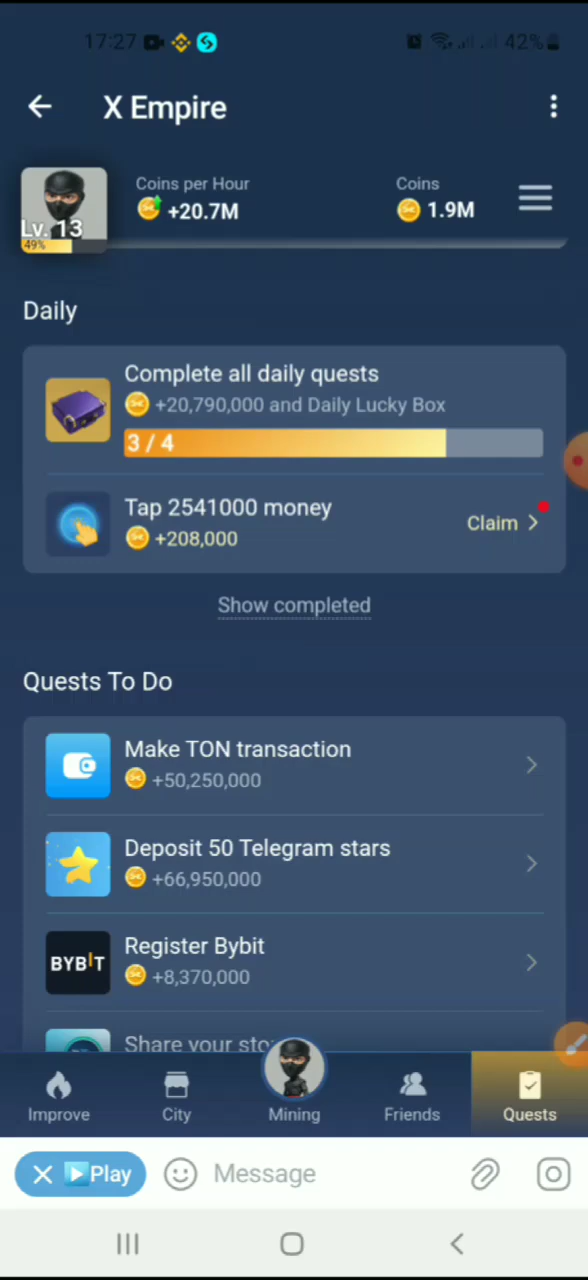 17:27
42%
X Empire
Coins per Hour
+20.7M
Coins
1.9M
Lv. 13
49%
Daily
Complete all daily quests
+20,790,000 and Daily Lucky Box
3 / 4
Tap 2541000 money
+208,000
Claim
Show completed
Quests To Do
Make TON transaction
+50,250,000
Deposit 50 Telegram stars
+66,950,000
BYBIT
Register Bybit
+8,370,000
Share your sto
Improve
City
Mining
Friends
Quests
Play
Message